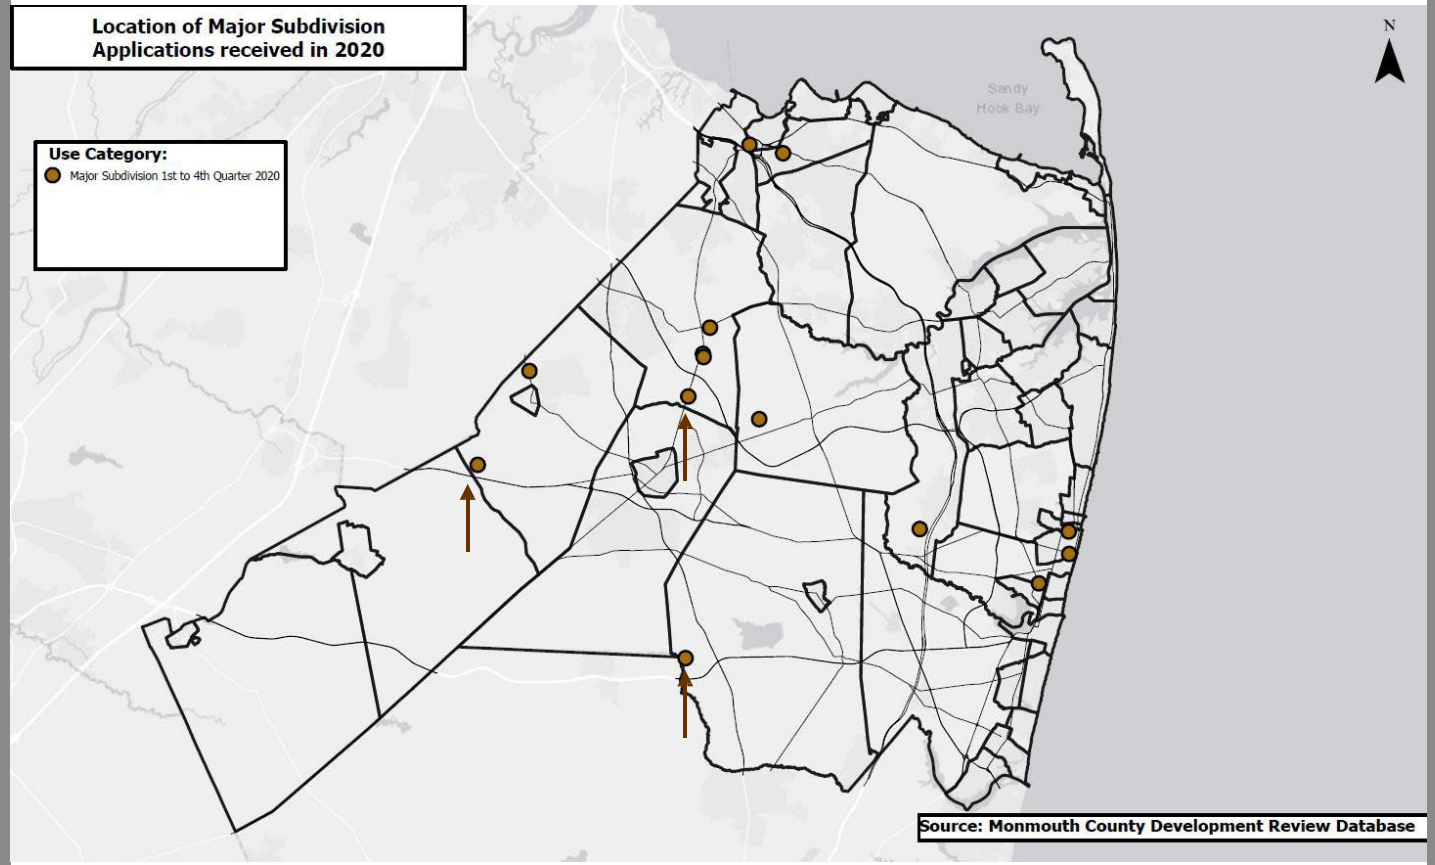 Location of Major Subdivision
Applications received in 2020
N
Sandy
Hook Bay
Use Category:
Major Subdivision 1st to 4th Quarter 2020
Source: Monmouth County Development Review Database